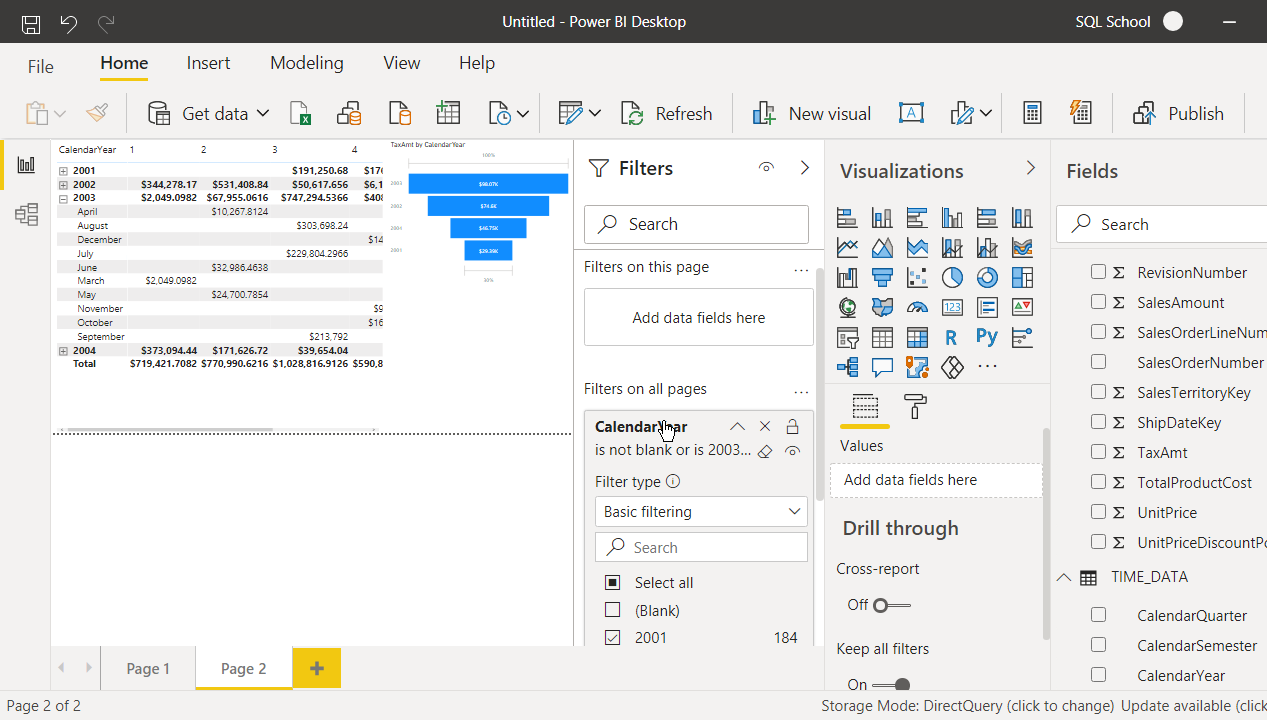 Untitled - Power BI Desktop
SQL School
File Home Insert Modeling View Help
Get data
Refresh
New visual
Publish
CalendarYear 1 2 3 4
2001 $191,250.68
2002 $344,278.17 $531,408.84 $50,617.656 $6,1
2003 $2,049.0982 $67,955.0616 $747,294.5366
April $10,267.8124
August $303,698.24
December $14
July $229,804.2966
June $32,986.4638
March $2,049.0982
May $24,700.7854
November $9
October $16
September $213,792
2004 $373,094.44 $171,626.72 $39,654.04
Total $719,421.7082 $770,990.6216 $1,028,816.9126 $590,8
TaxAmt by CalendarYear
100%
2003 $98.07K
2002 $74.6K
2004 $46.75K
2001 $29.39K
30%
Filters
Search
Filters on this page ...
Add data fields here
Filters on all pages ...
CalendarYear
is not blank or is 2003...
Filter type
Basic filtering
Search
Select all
(Blank)
2001 184
Visualizations
123
R Py
...
Values
Add data fields here
Drill through
Cross-report
Off
Keep all filters
On
Fields
Search
RevisionNumber
SalesAmount
SalesOrderLineNum
SalesOrderNumber
SalesTerritoryKey
ShipDateKey
TaxAmt
TotalProductCost
UnitPrice
UnitPriceDiscountPc
TIME_DATA
CalendarQuarter
CalendarSemester
CalendarYear
Page 1
Page 2
Page 2 of 2
Storage Mode: DirectQuery (click to change) Update available (click